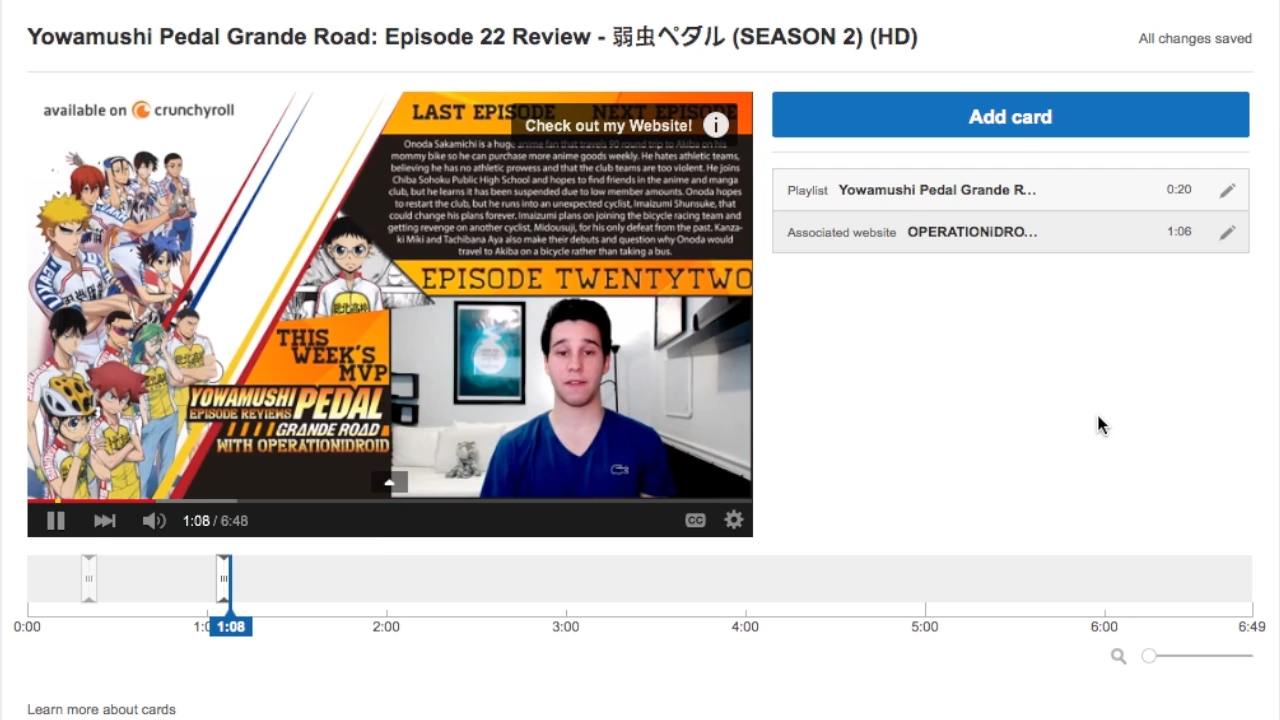 Yowamushi Pedal Grande Road: Episode 22 Review - 弱虫ペダル (SEASON 2) (HD)
All changes saved
available on crunchyroll
LAST EPISODE NEXT EPISODE
Check out my Website!
Onoda Sakamichi is a huge anime fan that travels 90 round trip to Akiba on his
mommy bike so he can purchase more anime goods weekly. He hates athletic teams,
believing he has no athletic prowess and that the club teams are too violent. He joins
Chiba Sohoku Public High School and hopes to find friends in the anime and manga
club, but he learns it has been suspended due to low member amounts. Onoda hopes
to restart the club, but he runs into an unexpected cyclist, Imaizumi Shunsuke, that
could change his plans forever. Imaizumi plans on joining the bicycle racing team and
getting revenge on another cyclist, Midousuji, for his only defeat from the past. Kanza-
ki Miki and Tachibana Aya also make their debuts and question why Onoda would
travel to Akiba on a bicycle rather than taking a bus.
EPISODE TWENTYTWO
総北高校
THIS
WEEK'S
MVP
YOWAMUSHI PEDAL
EPISODE REVIEWS
GRANDE ROAD
WITH OPERATIONIDROID
1:08 / 6:48
CC
Add card
Playlist Yowamushi Pedal Grande R... 0:20
Associated website OPERATIONiDRO... 1:06
0:00 1:0 1:08 2:00 3:00 4:00 5:00 6:00 6:49
Learn more about cards